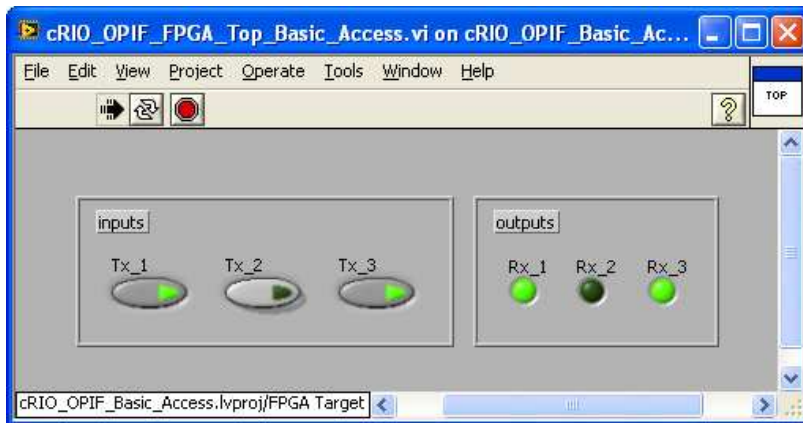 cRIO_OPIF_FPGA_Top_Basic_Access.vi on cRIO_OPIF_Basic_Ac...
File Edit View Project Operate Tools Window Help
TOP
inputs
Tx_1 Tx_2 Tx_3
outputs
Rx_1 Rx_2 Rx_3
cRIO_OPIF_Basic_Access.lvproj/FPGA Target